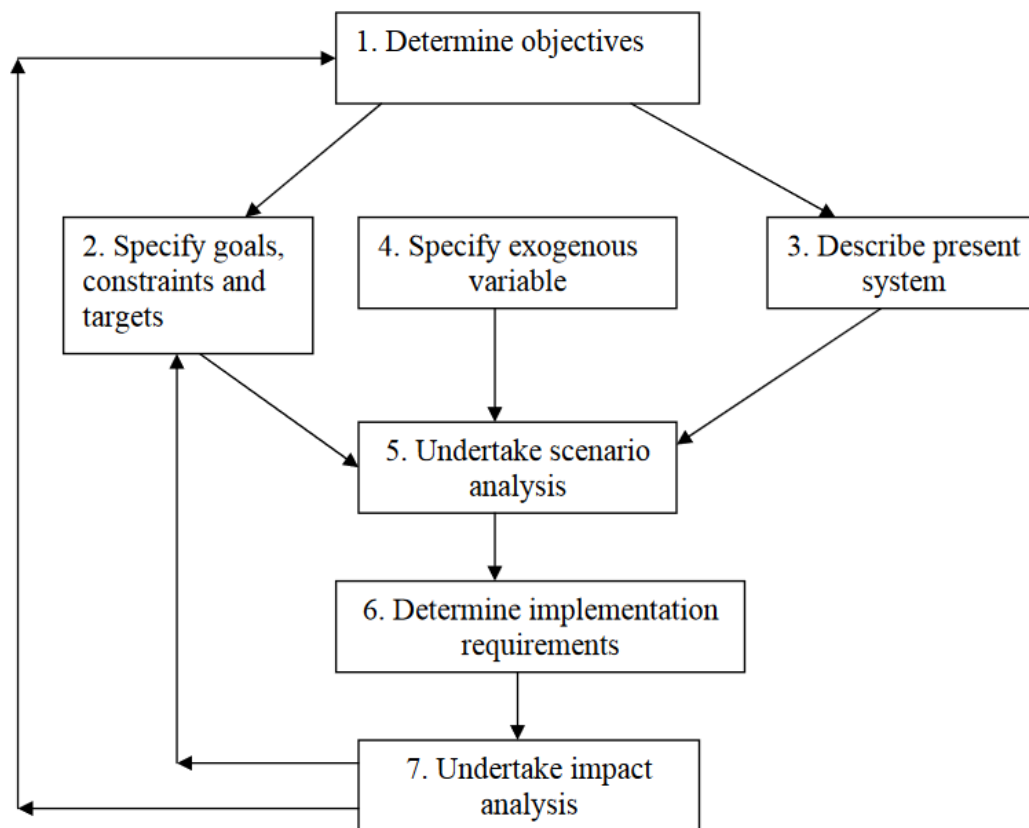 1. Determine objectives
2. Specify goals,
constraints and
targets
4. Specify exogenous
variable
3. Describe present
system
5. Undertake scenario
analysis
6. Determine implementation
requirements
7. Undertake impact
analysis